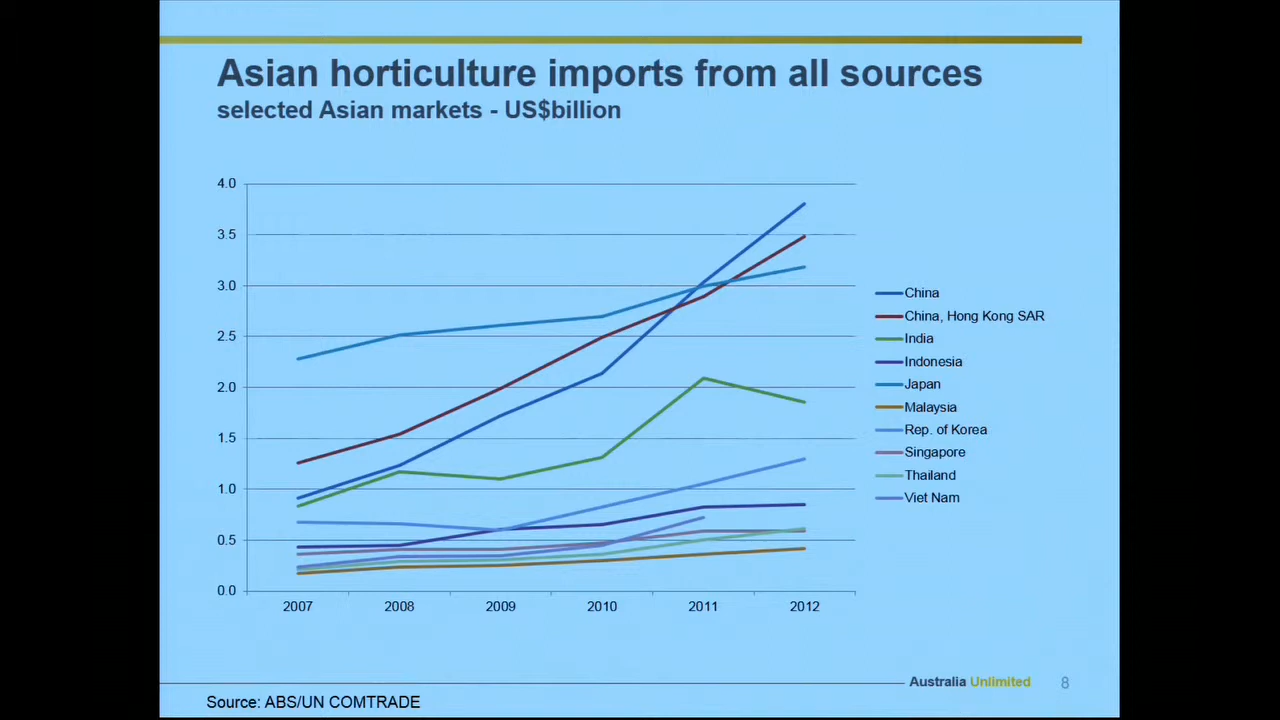 Asian horticulture imports from all sources
selected Asian markets - US$billion
4.0
3.5
3.0
2.5
2.0
1.5
1.0
0.5
0.0
2007 2008 2009 2010 2011 2012
China
China, Hong Kong SAR
India
Indonesia
Japan
Malaysia
Rep. of Korea
Singapore
Thailand
Viet Nam
Australia Unlimited 8
Source: ABS/UN COMTRADE